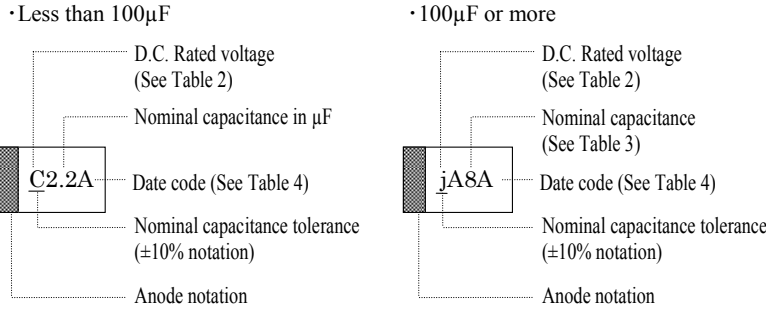 ·Less than 100µF
D.C. Rated voltage
(See Table 2)
Nominal capacitance in µF
C2.2A
Date code (See Table 4)
Nominal capacitance tolerance
(±10% notation)
Anode notation
·100µF or more
D.C. Rated voltage
(See Table 2)
Nominal capacitance
(See Table 3)
jA8A
Date code (See Table 4)
Nominal capacitance tolerance
(±10% notation)
Anode notation